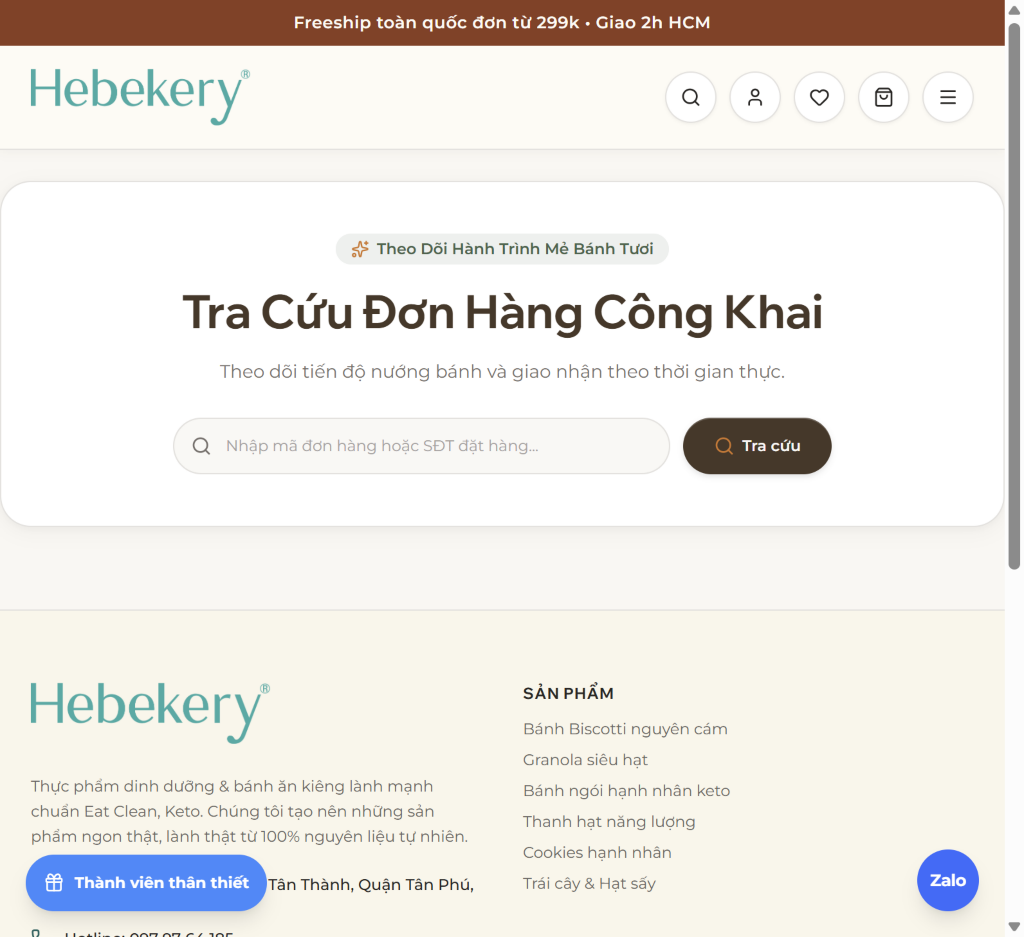 Freeship toàn quốc đơn từ 299k • Giao 2h HCM
Hebekery®
Theo Dõi Hành Trình Mẻ Bánh Tươi
Tra Cứu Đơn Hàng Công Khai
Theo dõi tiến độ nướng bánh và giao nhận theo thời gian thực.
Nhập mã đơn hàng hoặc SĐT đặt hàng...
Tra cứu
Hebekery®
Thực phẩm dinh dưỡng & bánh ăn kiêng lành mạnh
chuẩn Eat Clean, Keto. Chúng tôi tạo nên những sản
phẩm ngon thật, lành thật từ 100% nguyên liệu tự nhiên.
Thành viên thân thiết
Tân Thành, Quận Tân Phú,
Hotline: 097 97 64 185
SẢN PHẨM
Bánh Biscotti nguyên cám
Granola siêu hạt
Bánh ngói hạnh nhân keto
Thanh hạt năng lượng
Cookies hạnh nhân
Trái cây & Hạt sấy
Zalo